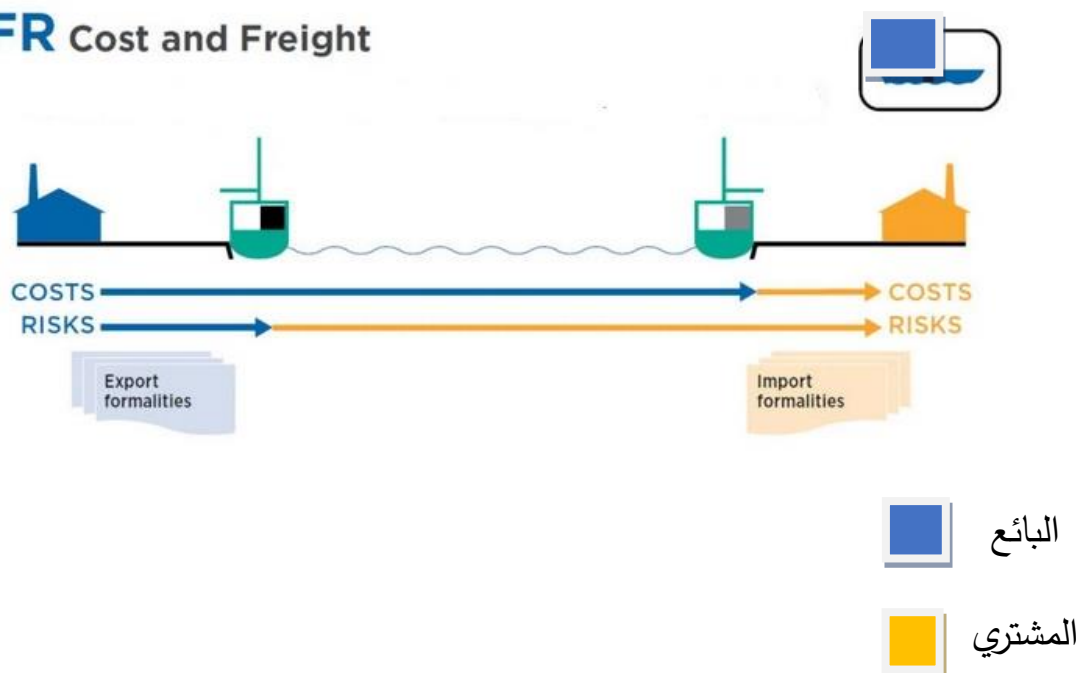 FR Cost and Freight
COSTS COSTS
RISKS RISKS
Export
formalities
Import
formalities
البائع
المشتري